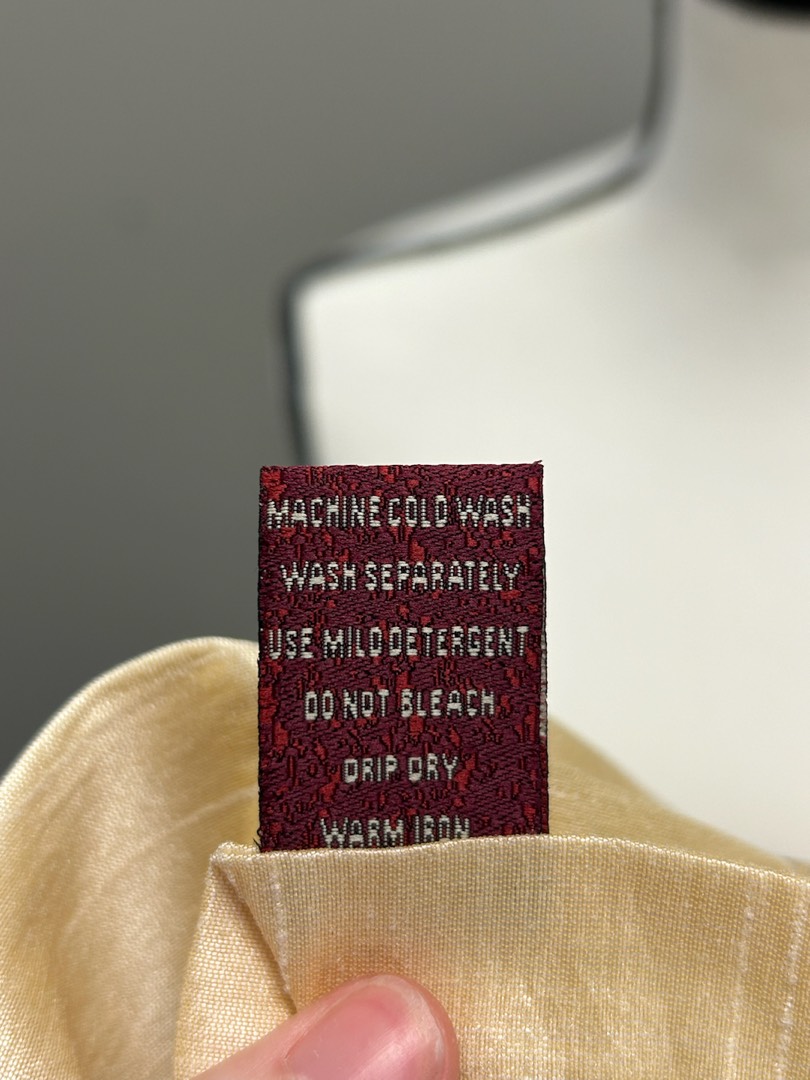 MACHINE COLD WASH
WASH SEPARATELY
USE MILD DETERGENT
DO NOT BLEACH
DRIP DRY
WARM IRON